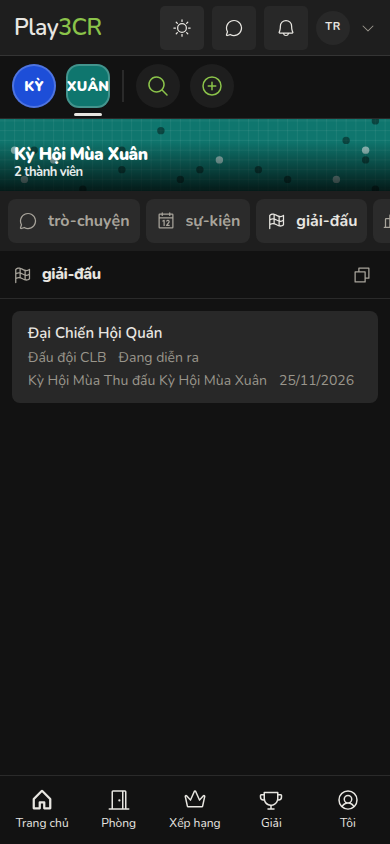 Play3CR
TR
KỲ
XUÂN
Kỳ Hội Mùa Xuân
2 thành viên
trò-chuyện
sự-kiện
giải-đấu
giải-đấu
Đại Chiến Hội Quán
Đấu đội CLB Đang diễn ra
Kỳ Hội Mùa Thu đấu Kỳ Hội Mùa Xuân 25/11/2026
Trang chủ
Phòng
Xếp hạng
Giải
Tôi